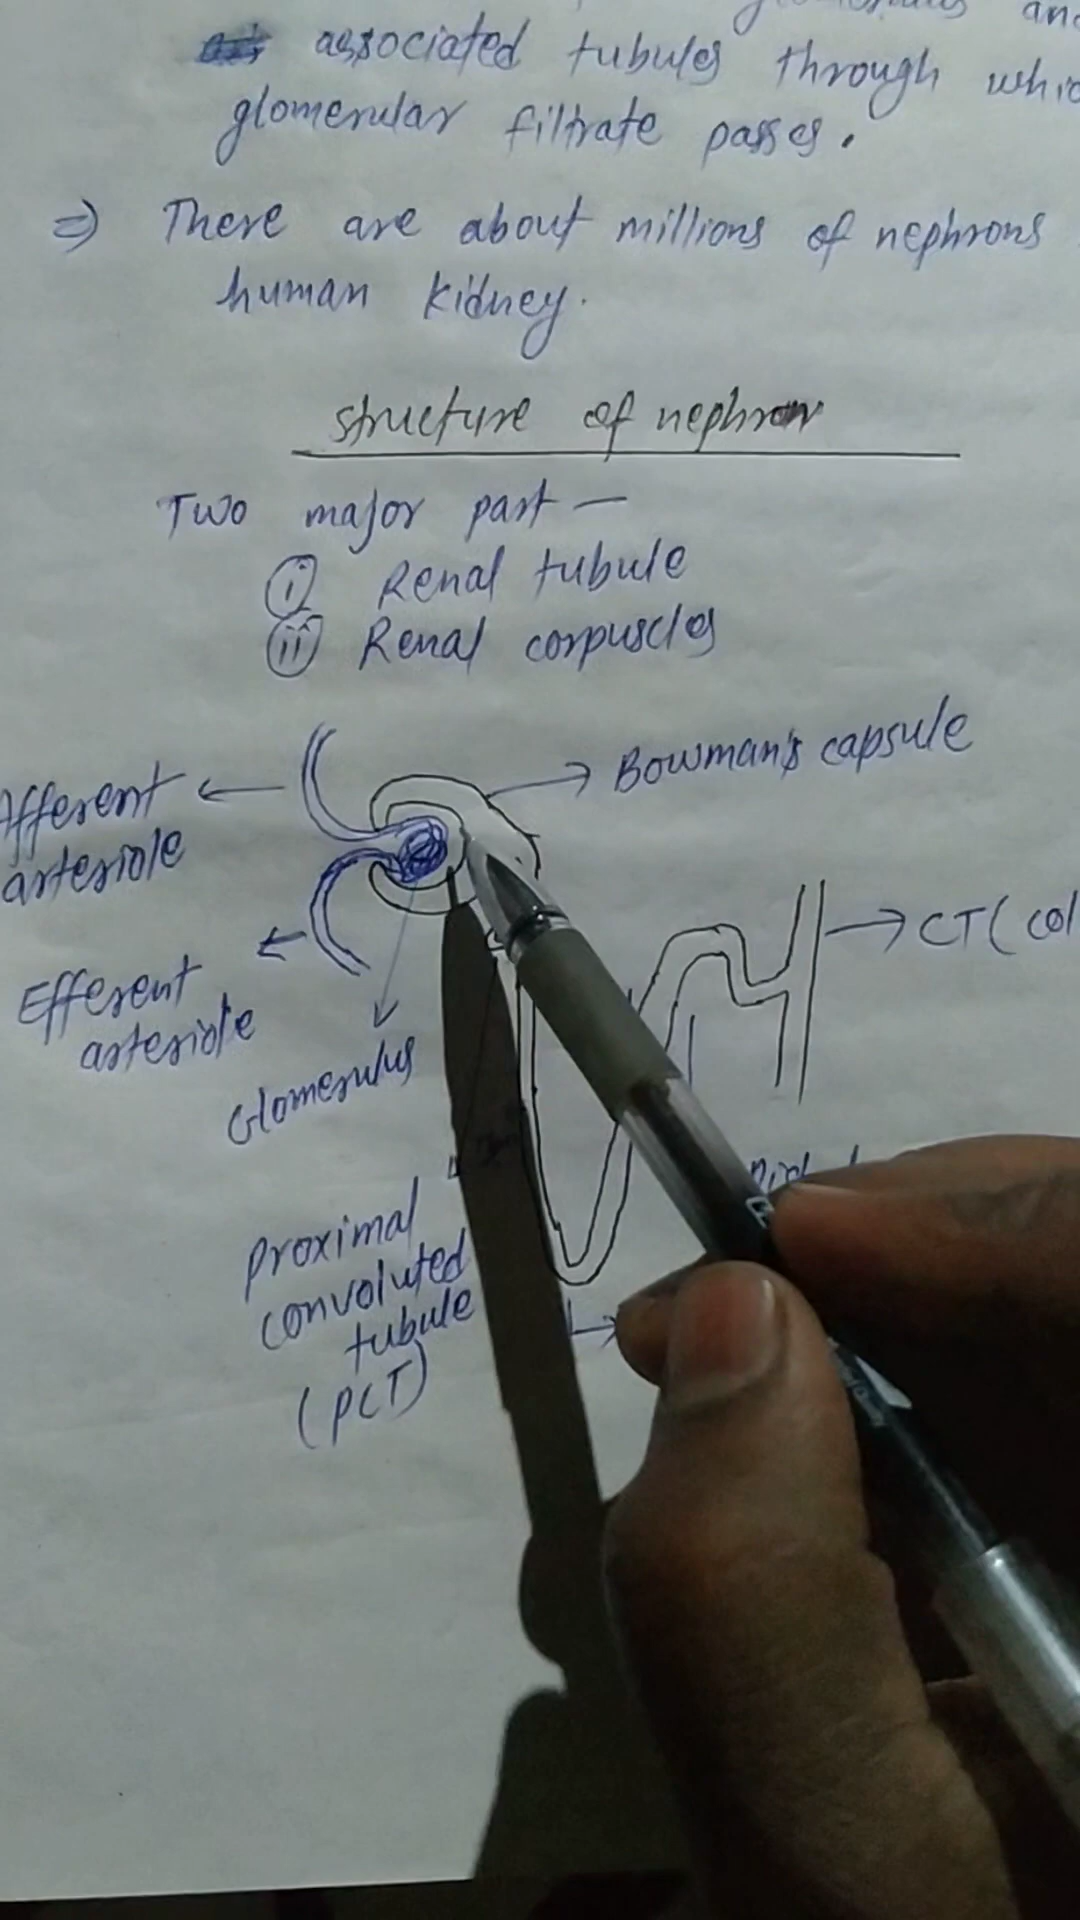 associated tubules through
glomerular filtrate passes.
⇒ There are about millions of nephrons
human kidney.
structure of nephron
Two major part —
(i) Renal tubule
(ii) Renal corpuscles
Bowman's capsule
Afferent
arteriole
CT (col
Efferent
arteriole
Glomerulus
Proximal
convoluted
tubule
(PCT)